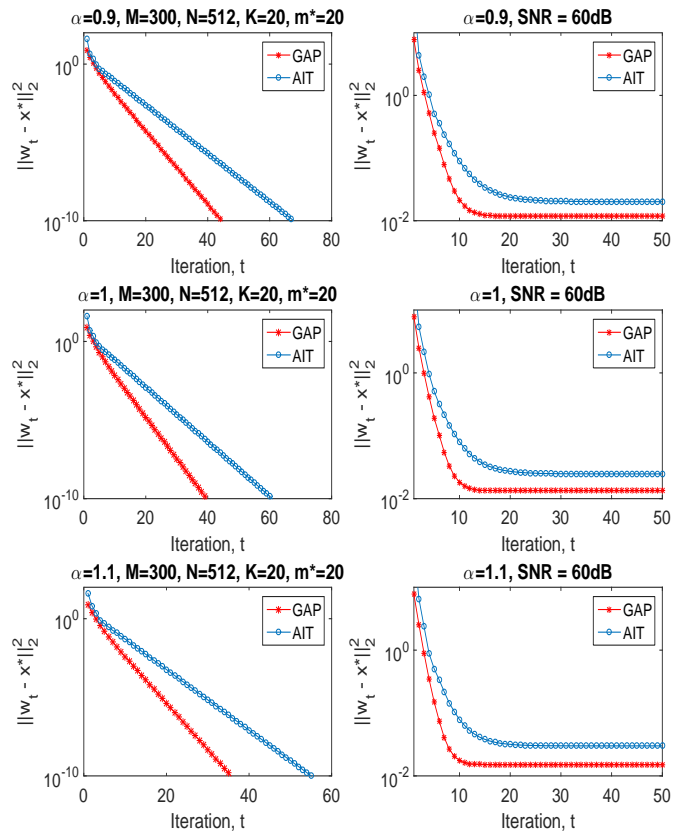 α=0.9, M=300, N=512, K=20, m*=20
GAP
AIT
10^0
10^-10
||w_t - x*||_2^2
0 20 40 60 80
Iteration, t
α=0.9, SNR = 60dB
GAP
AIT
10^0
10^-2
||w_t - x*||_2^2
10 20 30 40 50
Iteration, t
α=1, M=300, N=512, K=20, m*=20
GAP
AIT
10^0
10^-10
||w_t - x*||_2^2
0 20 40 60 80
Iteration, t
α=1, SNR = 60dB
GAP
AIT
10^0
10^-2
||w_t - x*||_2^2
10 20 30 40 50
Iteration, t
α=1.1, M=300, N=512, K=20, m*=20
GAP
AIT
10^0
10^-10
||w_t - x*||_2^2
0 20 40 60 80
Iteration, t
α=1.1, SNR = 60dB
GAP
AIT
10^0
10^-2
||w_t - x*||_2^2
10 20 30 40 50
Iteration, t